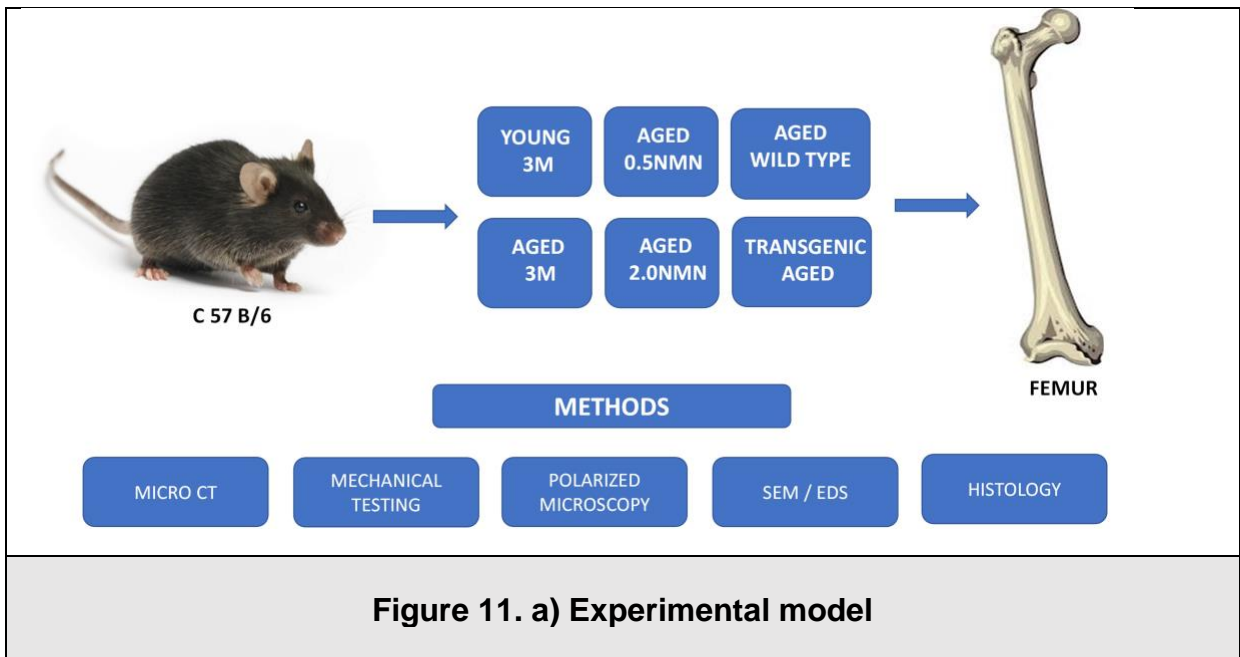 YOUNG
3M
AGED
0.5NMN
AGED
WILD TYPE
AGED
3M
AGED
2.0NMN
TRANSGENIC
AGED
C 57 B/6
FEMUR
METHODS
MICRO CT
MECHANICAL
TESTING
POLARIZED
MICROSCOPY
SEM / EDS
HISTOLOGY
Figure 11. a) Experimental model